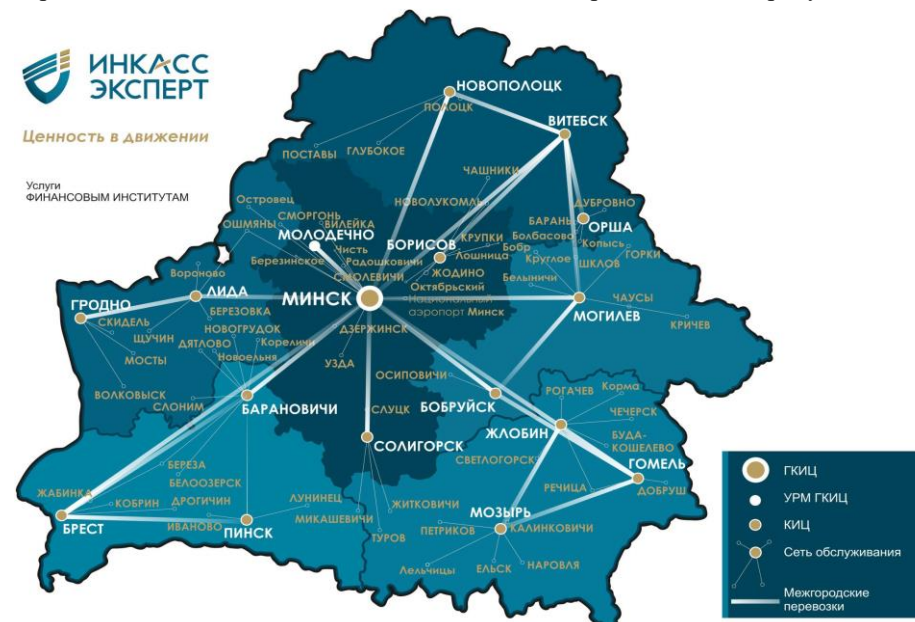 ИНКАСС
ЭКСПЕРТ
Ценность в движении
Услуги
ФИНАНСОВЫМ ИНСТИТУТАМ
НОВОПОЛОЦК
ПОЛОЦК
ВИТЕБСК
ПОСТАВЫ
ГЛУБОКОЕ
ЧАШНИКИ
НОВОЛУКОМЛЬ
Островец
СМОРГОНЬ
ОШМЯНЫ
ВИЛЕЙКА
МОЛОДЕЧНО
Чисть
Березинское
Радошковичи
СМОЛЕВИЧИ
БОРИСОВ
КРУПКИ
Лошница
ЖОДИНО
Октябрьский
ДУБРОВНО
БАРАНЬ
ОРША
Болбасово
Бобр
Копысь
ГОРКИ
Круглое
ШКЛОВ
Белыничи
Вороново
ЛИДА
МИНСК
Национальный
аэропорт Минск
ЧАУСЫ
МОГИЛЕВ
КРИЧЕВ
ГРОДНО
СКИДЕЛЬ
БЕРЕЗОВКА
НОВОГРУДОК
ЩУЧИН
ДЯТЛОВО
Кореличи
Новоельня
МОСТЫ
ДЗЕРЖИНСК
УЗДА
ОСИПОВИЧИ
ВОЛКОВЫСК
СЛОНИМ
БАРАНОВИЧИ
СЛУЦК
БОБРУЙСК
РОГАЧЕВ
Корма
ЧЕЧЕРСК
ЖЛОБИН
БУДА-
КОШЕЛЕВО
СОЛИГОРСК
СВЕТЛОГОРСК
ГОМЕЛЬ
БЕРЕЗА
БЕЛООЗЕРСК
РЕЧИЦА
ДОБРУШ
ЖАБИНКА
КОБРИН
ДРОГИЧИН
ЛУНИНЕЦ
ЖИТКОВИЧИ
МИКАШЕВИЧИ
МОЗЫРЬ
БРЕСТ
ИВАНОВО
ПИНСК
ТУРОВ
ПЕТРИКОВ
КАЛИНКОВИЧИ
Лельчицы
ЕЛЬСК
НАРОВЛЯ
ГКИЦ
УРМ ГКИЦ
КИЦ
Сеть обслуживания
Межгородские
перевозки